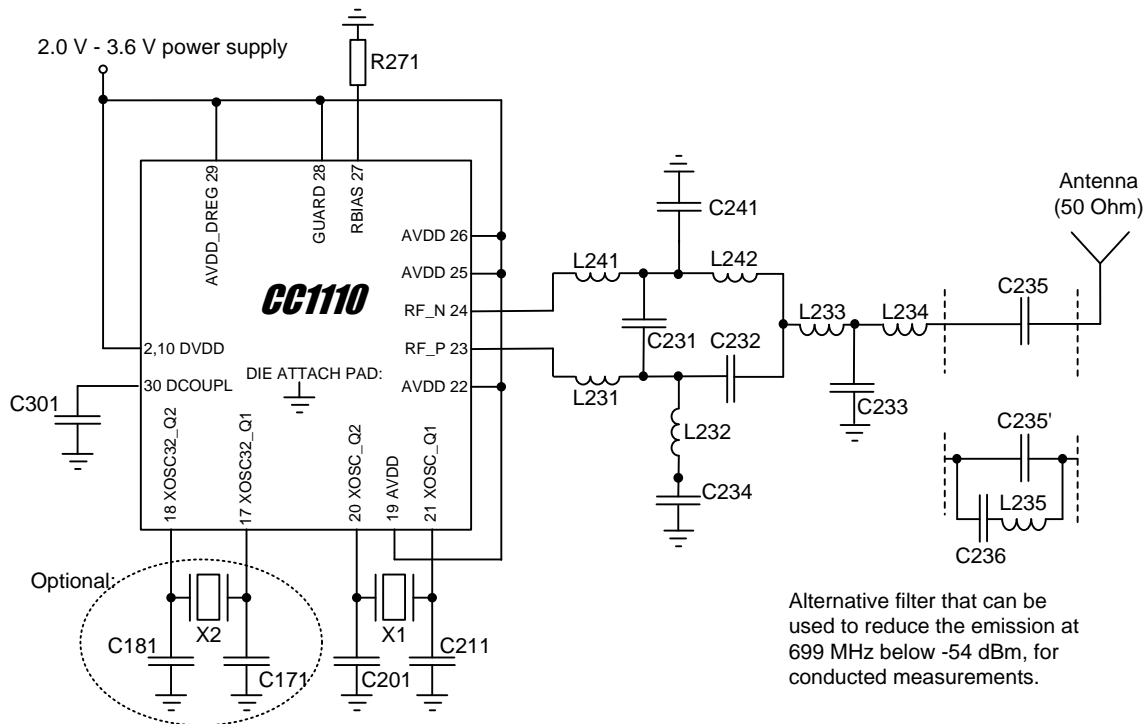 2.0 V - 3.6 V power supply
R271
AVDD_DREG 29
GUARD 28
RBIAS 27
C241
Antenna
(50 Ohm)
AVDD 26
L241
L242
AVDD 25
C235
CC1110
RF_N 24
L233
L234
C231
C232
2,10 DVDD
RF_P 23
DIE ATTACH PAD:
30 DCOUPL
AVDD 22
L231
C233
C301
L232
C235'
18 XOSC32_Q2
17 XOSC32_Q1
20 XOSC_Q2
19 AVDD
21 XOSC_Q1
C234
L235
C236
Optional:
X2
X1
C181
C211
C171
C201
Alternative filter that can be
used to reduce the emission at
699 MHz below -54 dBm, for
conducted measurements.